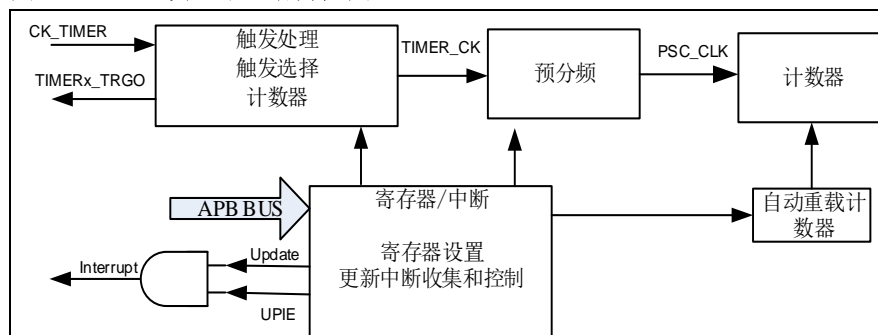 CK_TIMER
TIMERx_TRGO
触发处理
触发选择
计数器
TIMER_CK
预分频
PSC_CLK
计数器
APB BUS
寄存器/中断
寄存器设置
更新中断收集和控制
自动重载计
数器
Interrupt
Update
UPIE